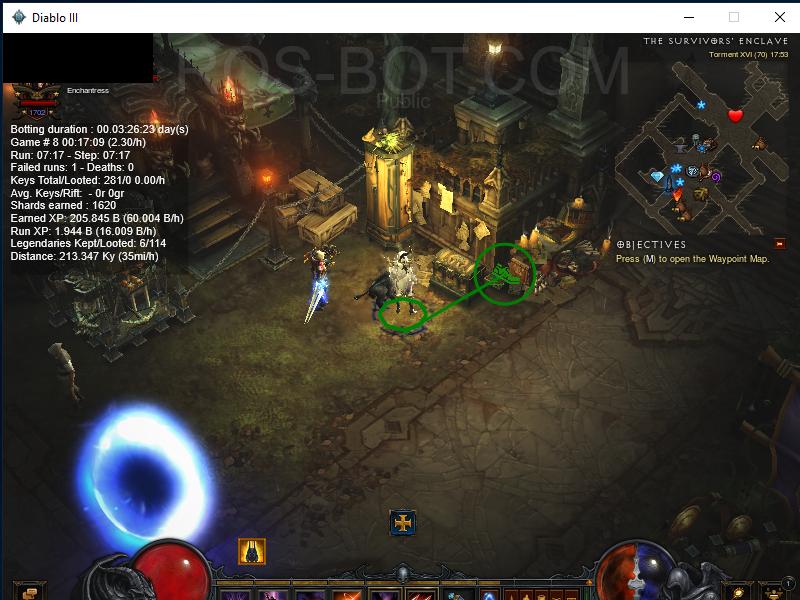 Diablo III
ROS-BOT.COM
Public
THE SURVIVORS' ENCLAVE
Torment XVI (70) 17:53
Enchantress
1702
Botting duration : 00.03:26:23 day(s)
Game # 8 00:17:09 (2.30/h)
Run: 07:17 - Step: 07:17
Failed runs: 1 - Deaths: 0
Keys Total/Looted: 281/0 0.00/h
Avg. Keys/Rift: - 0r 0gr
Shards earned : 1620
Earned XP: 205.845 B (60.004 B/h)
Run XP: 1.944 B (16.009 B/h)
Legendaries Kept/Looted: 6/114
Distance: 213.347 Ky (35mi/h)
OBJECTIVES
Press (M) to open the Waypoint Map.
1